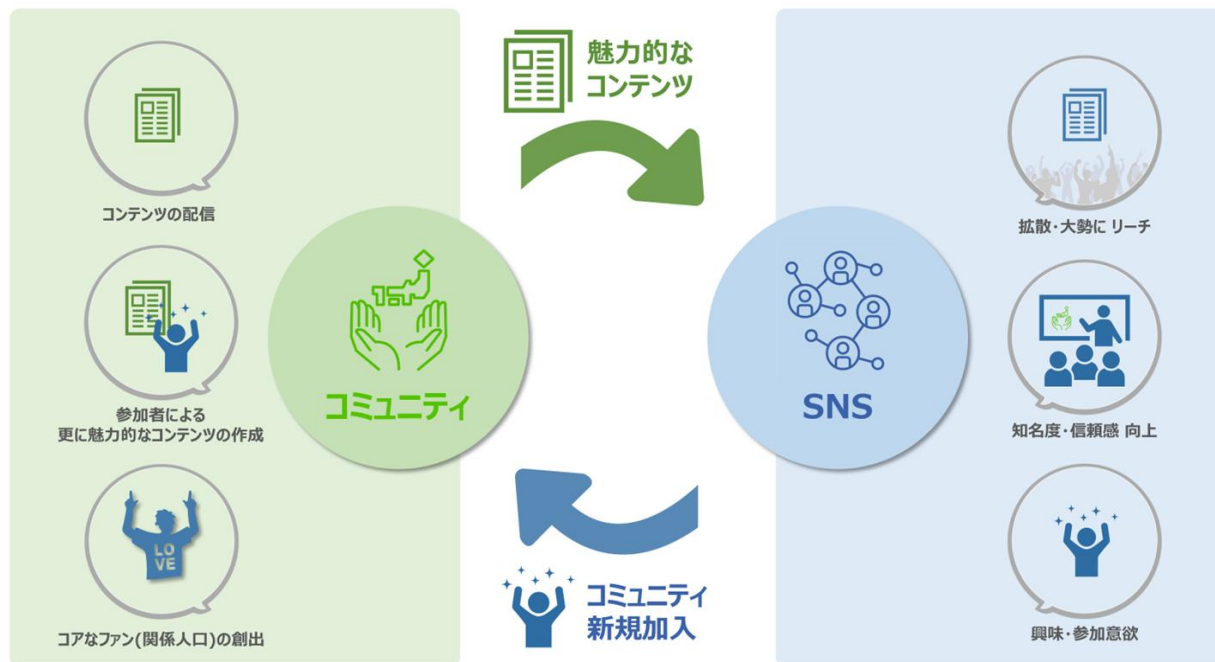 コンテンツの配信
参加者による
更に魅力的なコンテンツの作成
LO
VE
コアなファン(関係人口)の創出
コミュニティ
魅力的な
コンテンツ
コミュニティ
新規加入
SNS
拡散・大勢に リーチ
知名度・信頼感 向上
興味・参加意欲